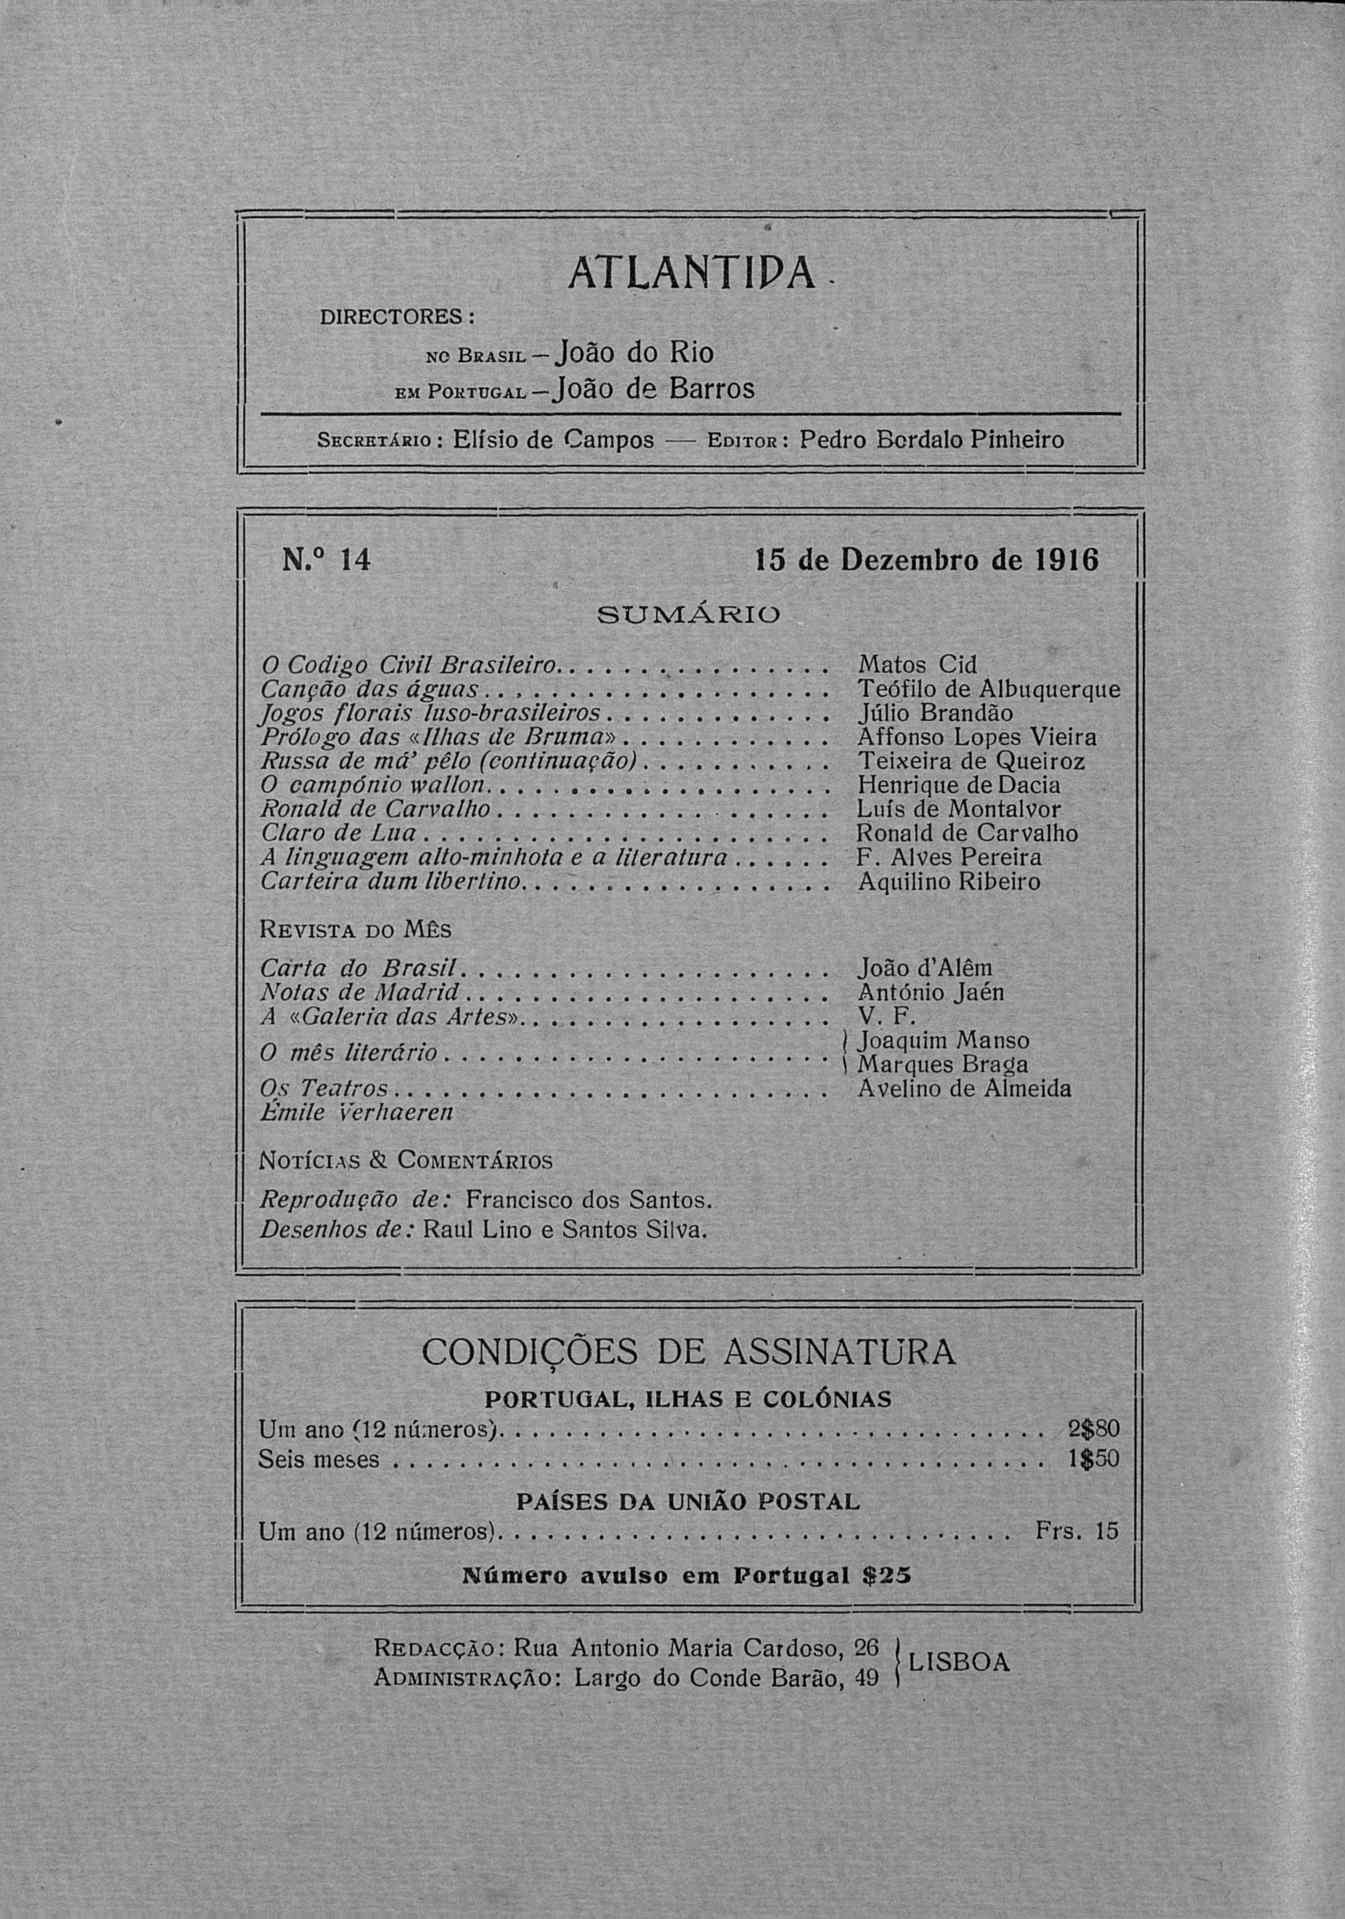 ATLANTIDA
DIRECTORES:
NO BRASIL — João do Rio
EM PORTUGAL — João de Barros
SECRETÁRIO: Elísio de Campos — EDITOR: Pedro Bordalo Pinheiro
N.º 14 15 de Dezembro de 1916
SUMÁRIO
O Codigo Civil Brasileiro................ Matos Cid
Canção das águas.................... Teófilo de Albuquerque
Jogos florais luso-brasileiros............. Júlio Brandão
Prólogo das «Ilhas de Bruma»............ Affonso Lopes Vieira
Russa de má' pêlo (continuação)........... Teixeira de Queiroz
O campónio wallon.................... Henrique de Dacia
Ronald de Carvalho................... Luís de Montalvor
Claro de Lua....................... Ronald de Carvalho
A linguagem alto-minhota e a literatura...... F. Alves Pereira
Carteira dum libertino.................. Aquilino Ribeiro
REVISTA DO MÊS
Carta do Brasil...................... João d'Alêm
Notas de Madrid..................... António Jaén
A «Galeria das Artes».................. V. F.
O mês literário....................... { Joaquim Manso
Marques Braga
Os Teatros......................... Avelino de Almeida
Émile Verhaeren
NOTÍCIAS & COMENTÁRIOS
Reprodução de: Francisco dos Santos.
Desenhos de: Raul Lino e Santos Silva.
CONDIÇÕES DE ASSINATURA
PORTUGAL, ILHAS E COLÓNIAS
Um ano (12 números)................................ 2$80
Seis meses...................................... 1$50
PAÍSES DA UNIÃO POSTAL
Um ano (12 números).............................. Frs. 15
Número avulso em Portugal $25
REDACÇÃO: Rua Antonio Maria Cardoso, 26
ADMINISTRAÇÃO: Largo do Conde Barão, 49 } LISBOA